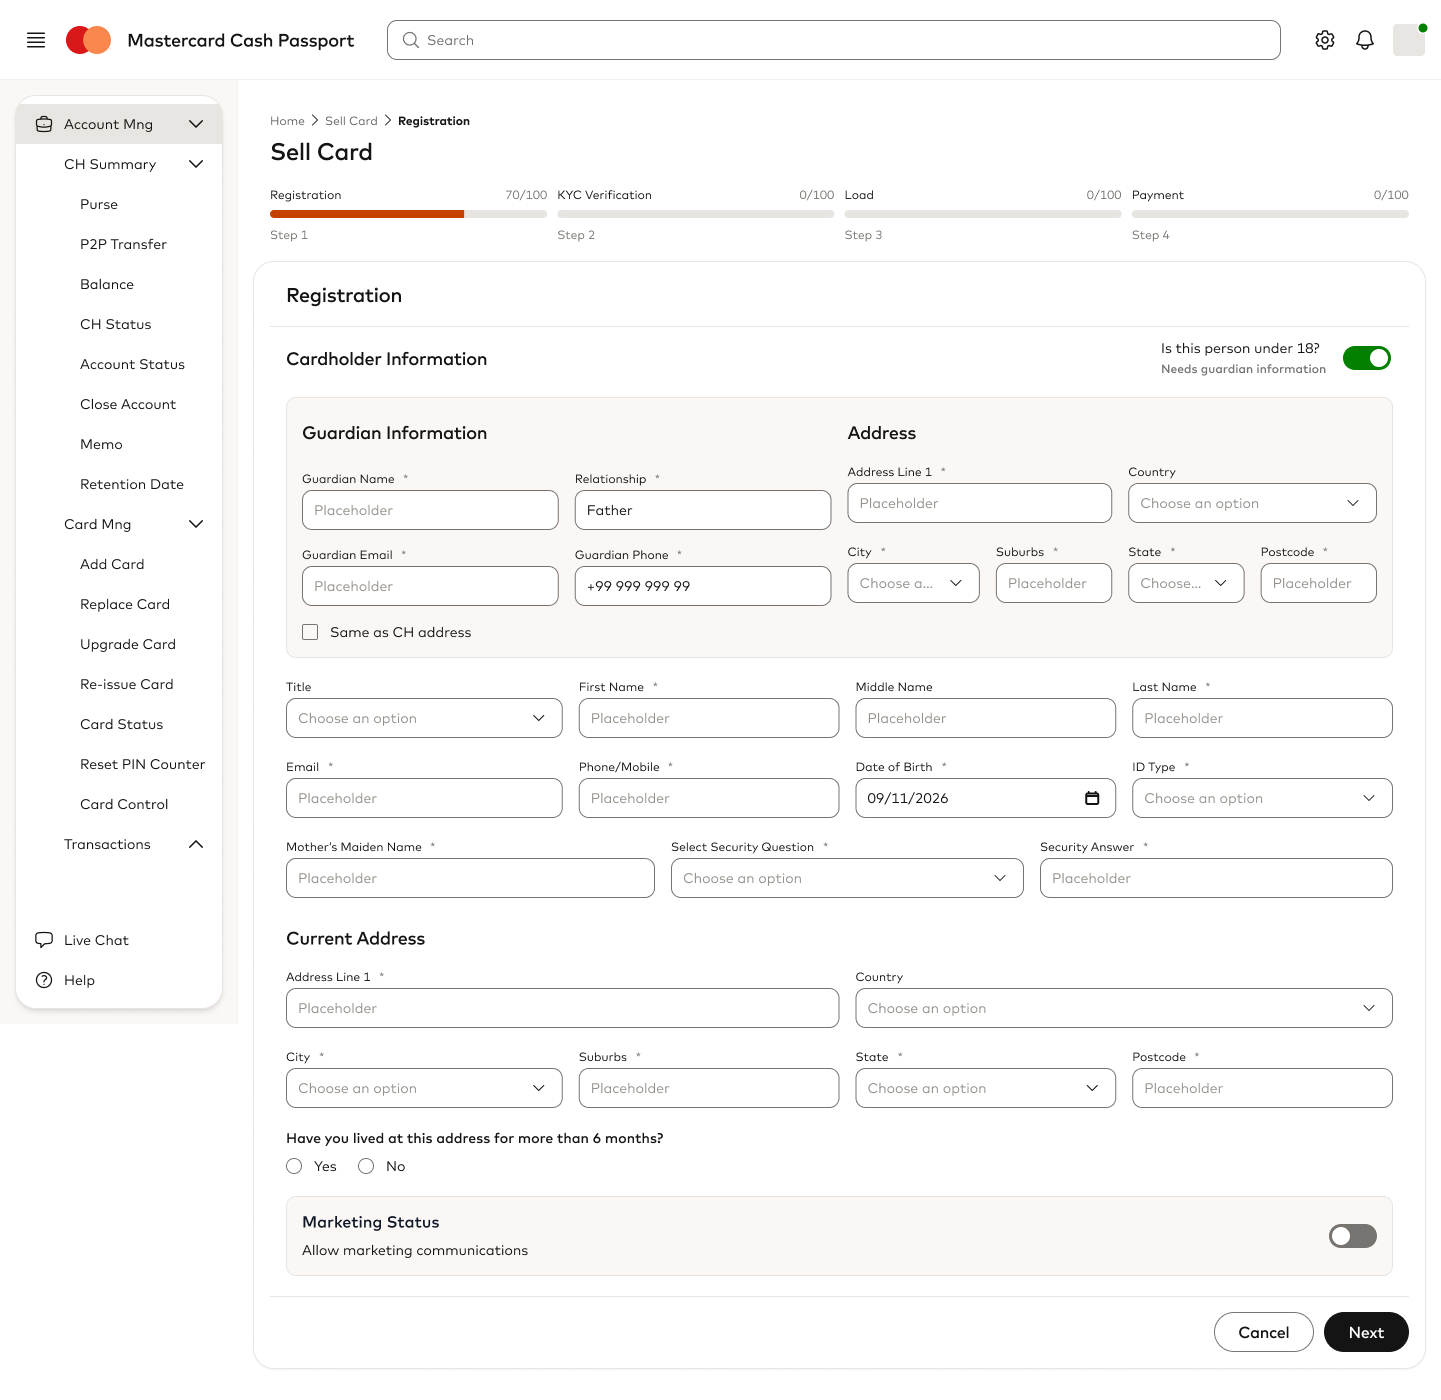 Mastercard Cash Passport
Search
Account Mng
CH Summary
Purse
P2P Transfer
Balance
CH Status
Account Status
Close Account
Memo
Retention Date
Card Mng
Add Card
Replace Card
Upgrade Card
Re-issue Card
Card Status
Reset PIN Counter
Card Control
Transactions
Live Chat
Help
Home > Sell Card > Registration
Sell Card
Registration 70/100
Step 1
KYC Verification 0/100
Step 2
Load 0/100
Step 3
Payment 0/100
Step 4
Registration
Cardholder Information
Is this person under 18?
Needs guardian information
Guardian Information
Guardian Name *
Placeholder
Relationship *
Father
Guardian Email *
Placeholder
Guardian Phone *
+99 999 999 99
Same as CH address
Address
Address Line 1 *
Placeholder
Country
Choose an option
City *
Choose a...
Suburbs *
Placeholder
State *
Choose...
Postcode *
Placeholder
Title
Choose an option
First Name *
Placeholder
Middle Name
Placeholder
Last Name *
Placeholder
Email *
Placeholder
Phone/Mobile *
Placeholder
Date of Birth *
09/11/2026
ID Type *
Choose an option
Mother's Maiden Name *
Placeholder
Select Security Question *
Choose an option
Security Answer *
Placeholder
Current Address
Address Line 1 *
Placeholder
Country
Choose an option
City *
Choose an option
Suburbs *
Placeholder
State *
Choose an option
Postcode *
Placeholder
Have you lived at this address for more than 6 months?
Yes No
Marketing Status
Allow marketing communications
Cancel Next